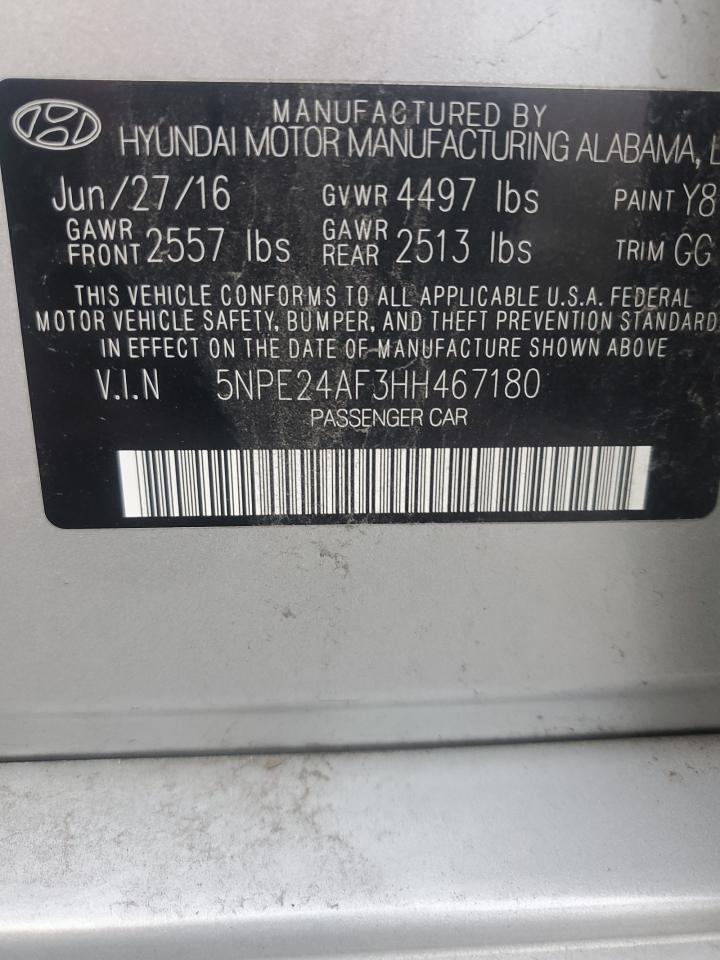 MANUFACTURED BY
HYUNDAI MOTOR MANUFACTURING ALABAMA,
Jun/27/16 GVWR 4497 lbs PAINT Y8
GAWR FRONT 2557 lbs GAWR REAR 2513 lbs TRIM GG
THIS VEHICLE CONFORMS TO ALL APPLICABLE U.S.A. FEDERAL
MOTOR VEHICLE SAFETY, BUMPER, AND THEFT PREVENTION STANDARD
IN EFFECT ON THE DATE OF MANUFACTURE SHOWN ABOVE
V.I.N 5NPE24AF3HH467180
PASSENGER CAR